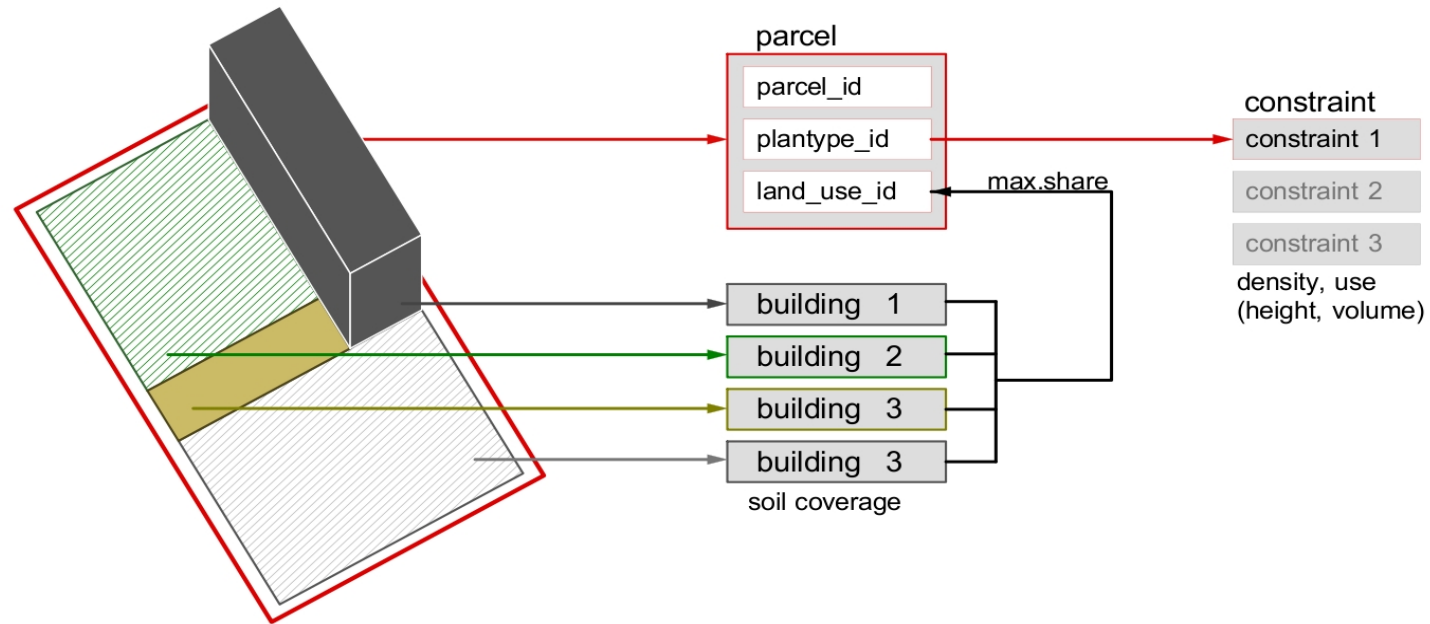 parcel
parcel_id
plantype_id
land_use_id
max.share
constraint
constraint 1
constraint 2
constraint 3
density, use
(height, volume)
building 1
building 2
building 3
building 3
soil coverage